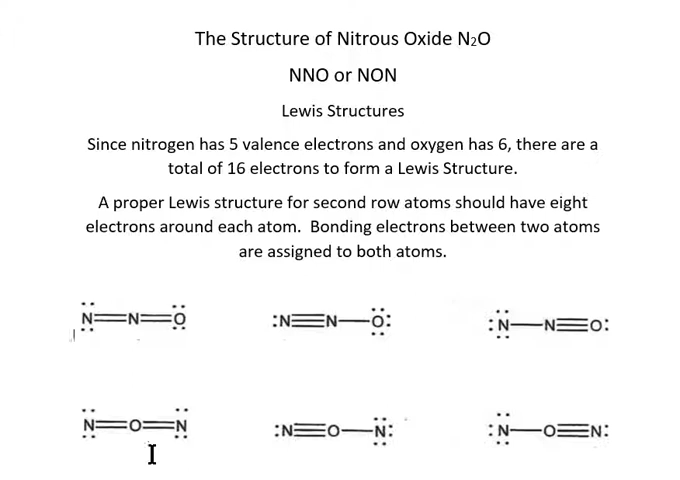 The Structure of Nitrous Oxide N₂O
NNO or NON
Lewis Structures
Since nitrogen has 5 valence electrons and oxygen has 6, there are a
total of 16 electrons to form a Lewis Structure.
A proper Lewis structure for second row atoms should have eight
electrons around each atom.  Bonding electrons between two atoms
are assigned to both atoms.
N=N=O :N≡N—O: :N—N≡O:
N=O=N :N≡O—N: :N—O≡N: